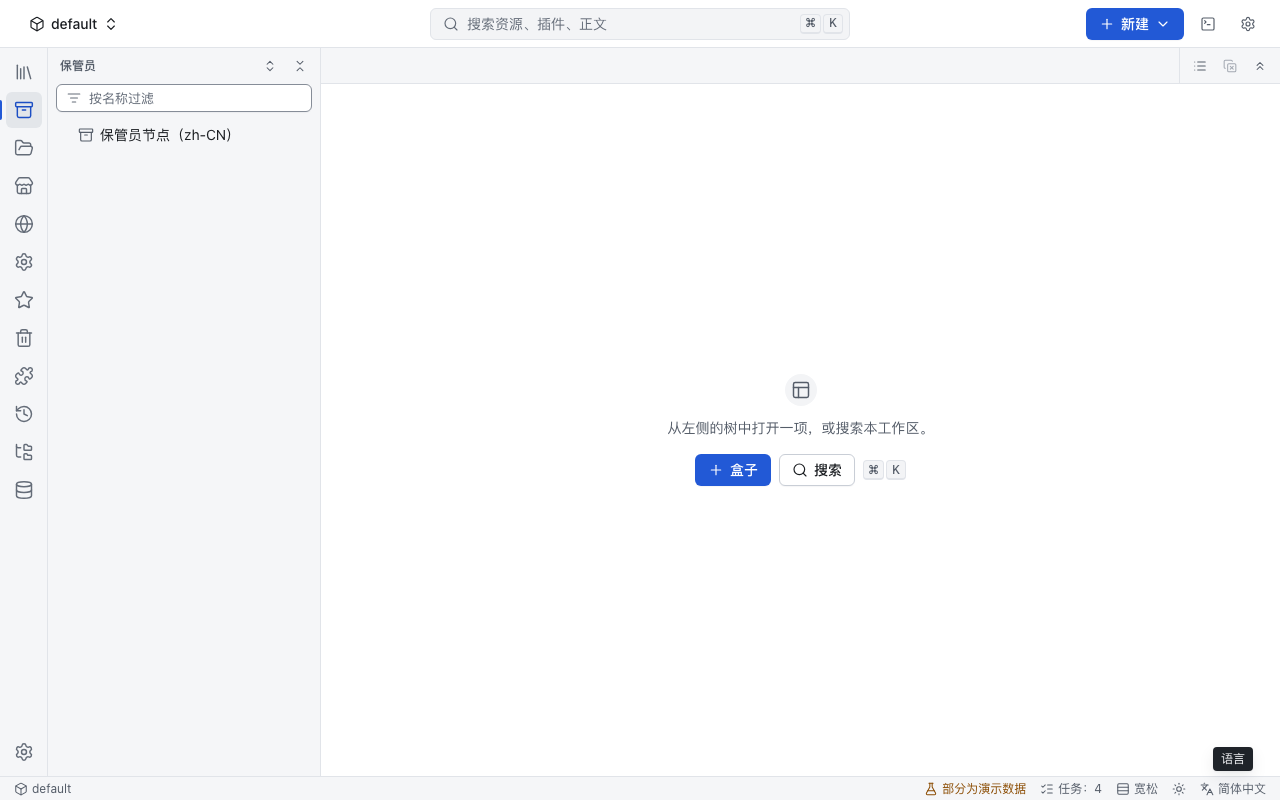 default
搜索资源、插件、正文
⌘ K
新建
保管员
按名称过滤
保管员节点（zh-CN）
从左侧的树中打开一项，或搜索本工作区。
盒子
搜索
⌘ K
语言
default
部分为演示数据
任务：4
宽松
简体中文